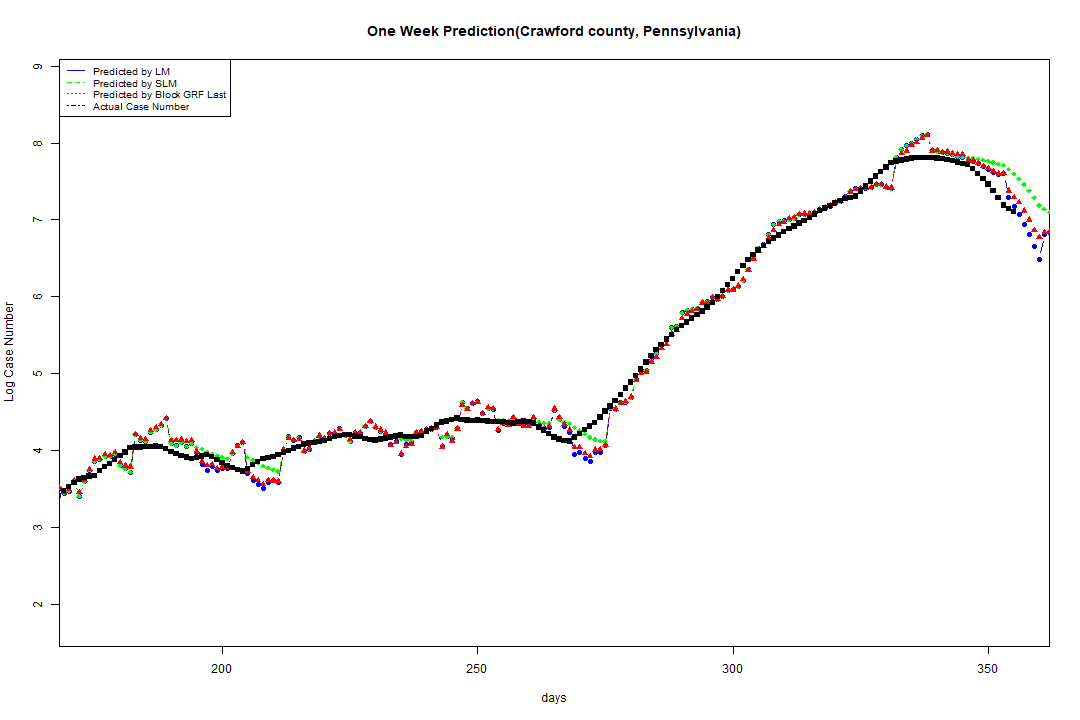 One Week Prediction(Crawford county, Pennsylvania)
Predicted by LM
Predicted by SLM
Predicted by Block GRF Last
Actual Case Number
9
8
7
6
5
4
3
2
Log Case Number
200 250 300 350
days